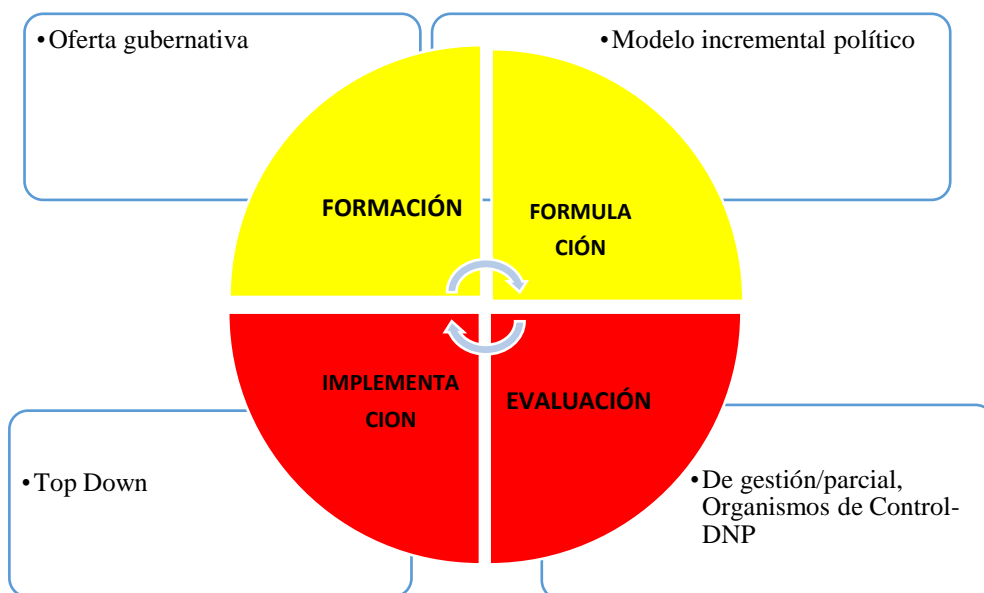 •Oferta gubernativa
•Modelo incremental político
FORMACIÓN
FORMULA
CIÓN
IMPLEMENTA
CION
EVALUACIÓN
•Top Down
•De gestión/parcial,
Organismos de Control-
DNP